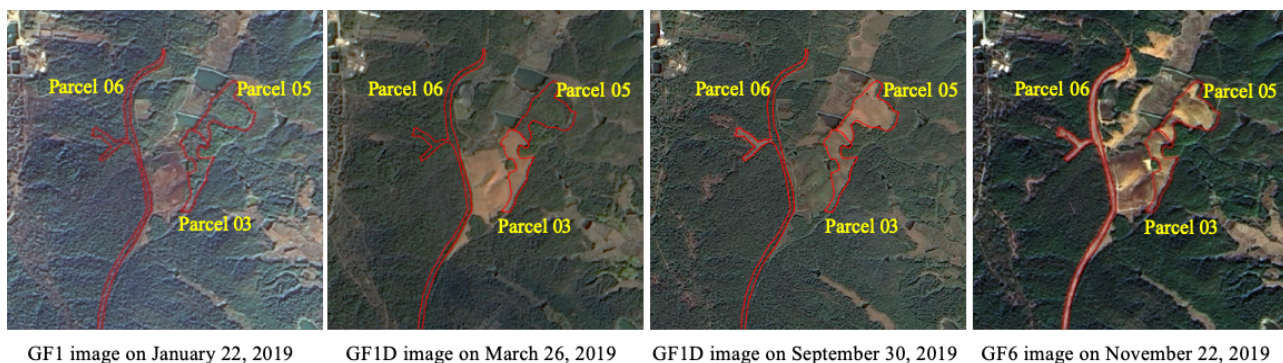 Parcel 06
Parcel 05
Parcel 03
Parcel 06
Parcel 05
Parcel 03
Parcel 06
Parcel 05
Parcel 03
Parcel 06
Parcel 05
Parcel 03
GF1 image on January 22, 2019
GF1D image on March 26, 2019
GF1D image on September 30, 2019
GF6 image on November 22, 2019